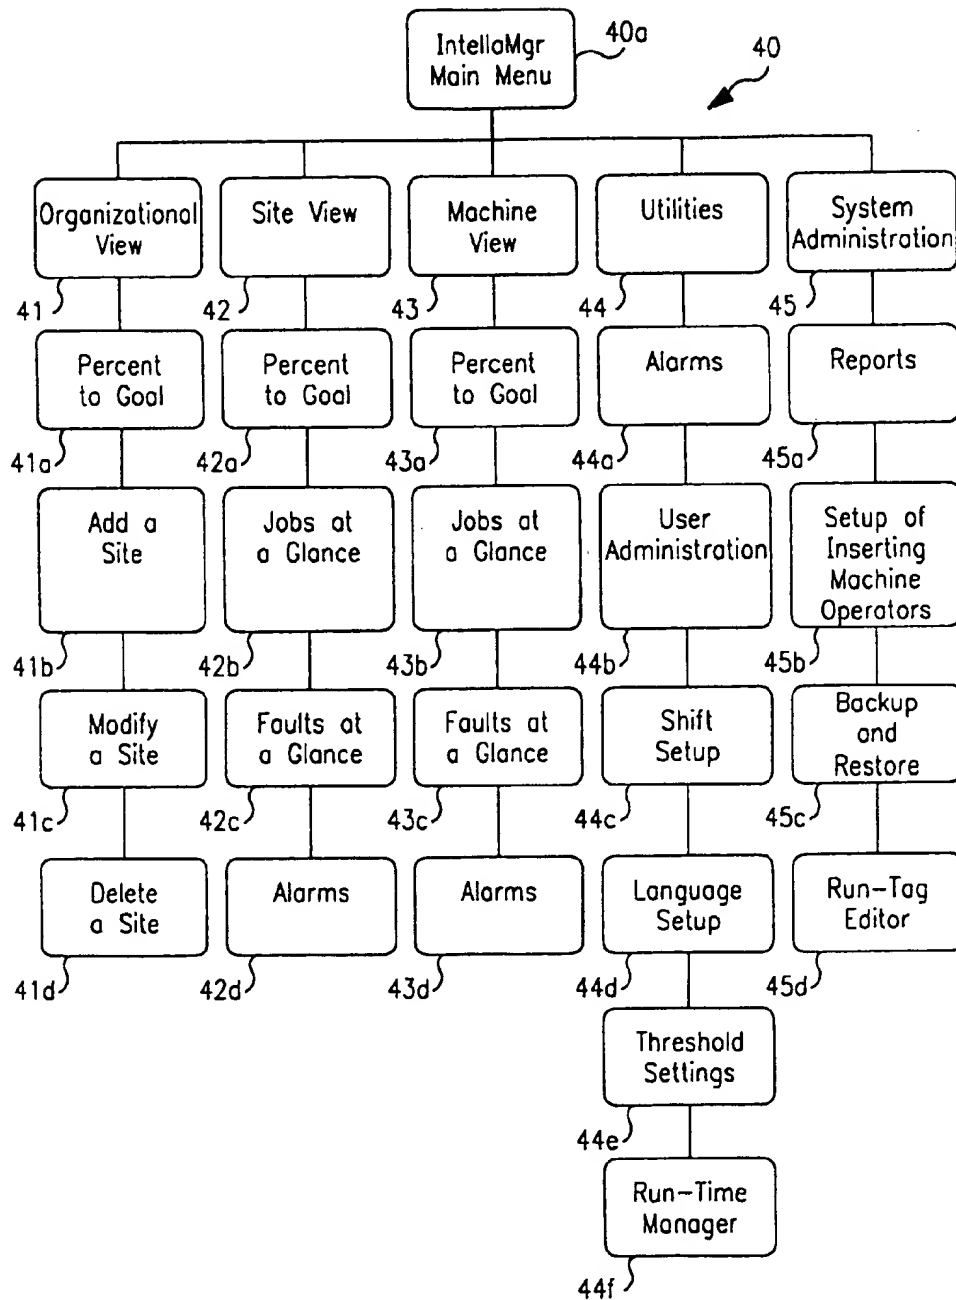 IntellaMgr
Main Menu
40a
40
Organizational
View
Site View
Machine
View
Utilities
System
Administration
41
42
43
44
45
Percent
to Goal
Percent
to Goal
Percent
to Goal
Alarms
Reports
41a
42a
43a
44a
45a
Add a
Site
Jobs at
a Glance
Jobs at
a Glance
User
Administration
Setup of
Inserting
Machine
Operators
41b
42b
43b
44b
45b
Modify
a Site
Faults at
a Glance
Faults at
a Glance
Shift
Setup
Backup
and
Restore
41c
42c
43c
44c
45c
Delete
a Site
Alarms
Alarms
Language
Setup
Run-Tag
Editor
41d
42d
43d
44d
45d
Threshold
Settings
44e
Run-Time
Manager
44f